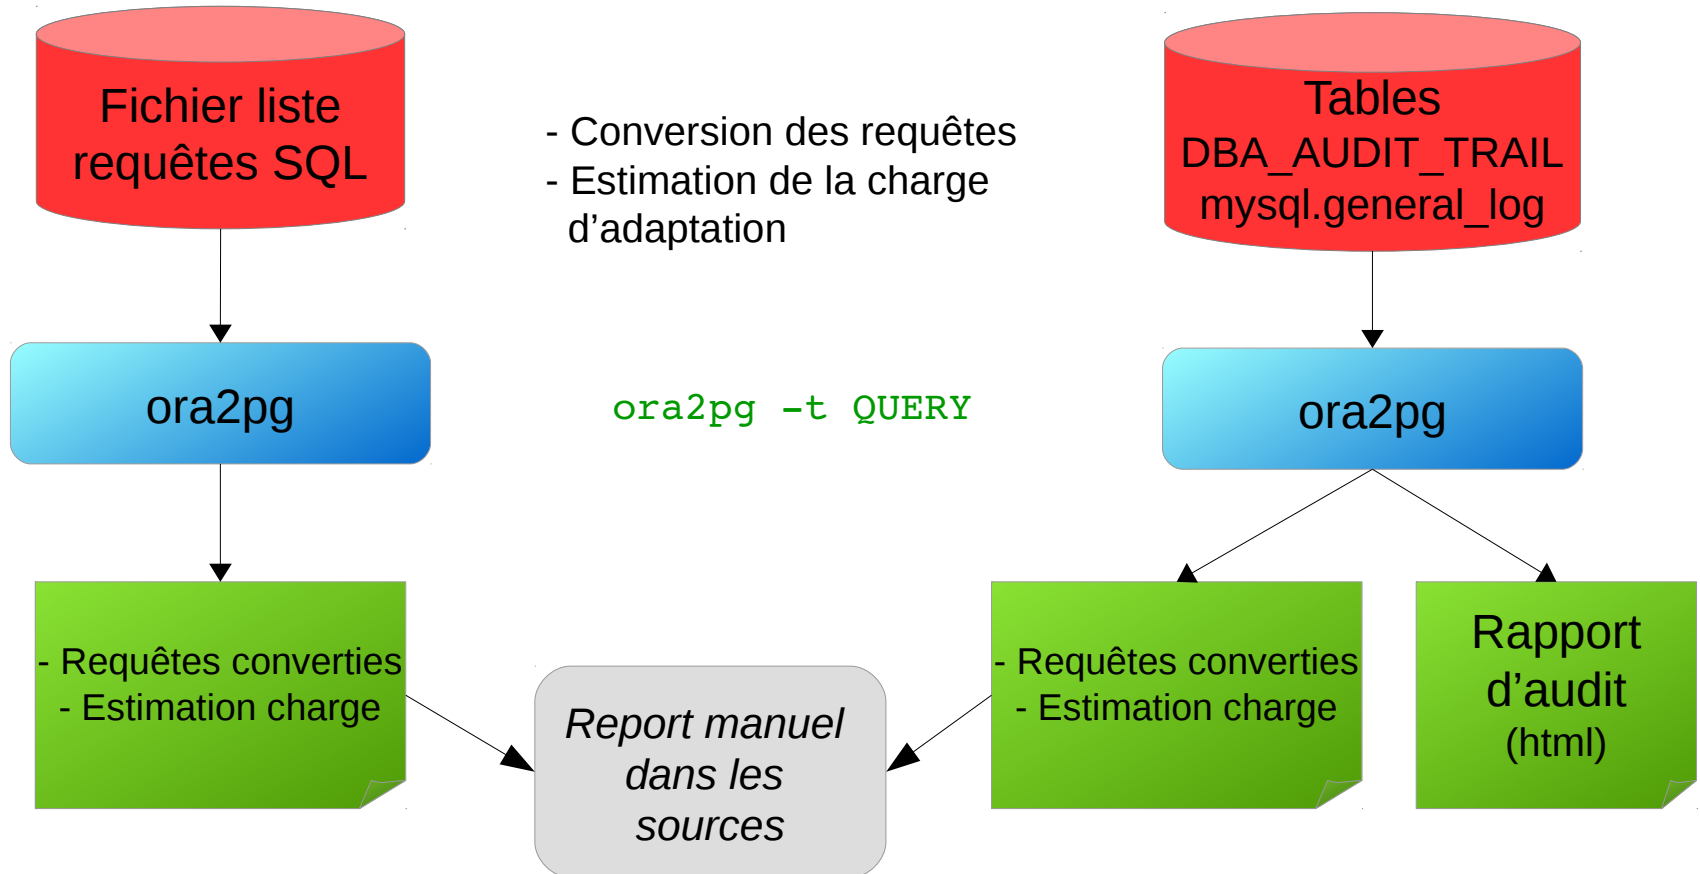 Fichier liste
requêtes SQL
- Conversion des requêtes
- Estimation de la charge
d’adaptation
Tables
DBA_AUDIT_TRAIL
mysql.general_log
ora2pg
ora2pg -t QUERY
ora2pg
- Requêtes converties
- Estimation charge
Report manuel
dans les
sources
- Requêtes converties
- Estimation charge
Rapport
d’audit
(html)